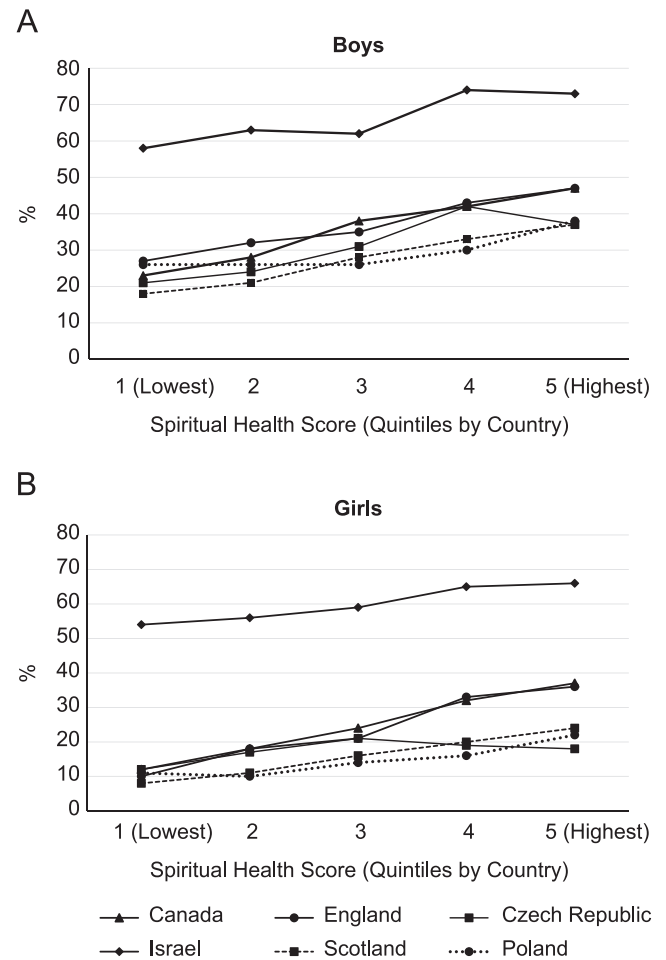 A
Boys
80
70
60
50
40
30
20
10
0
%
1 (Lowest) 2 3 4 5 (Highest)
Spiritual Health Score (Quintiles by Country)
B
Girls
80
70
60
50
40
30
20
10
0
%
1 (Lowest) 2 3 4 5 (Highest)
Spiritual Health Score (Quintiles by Country)
Canada England Czech Republic
Israel Scotland Poland